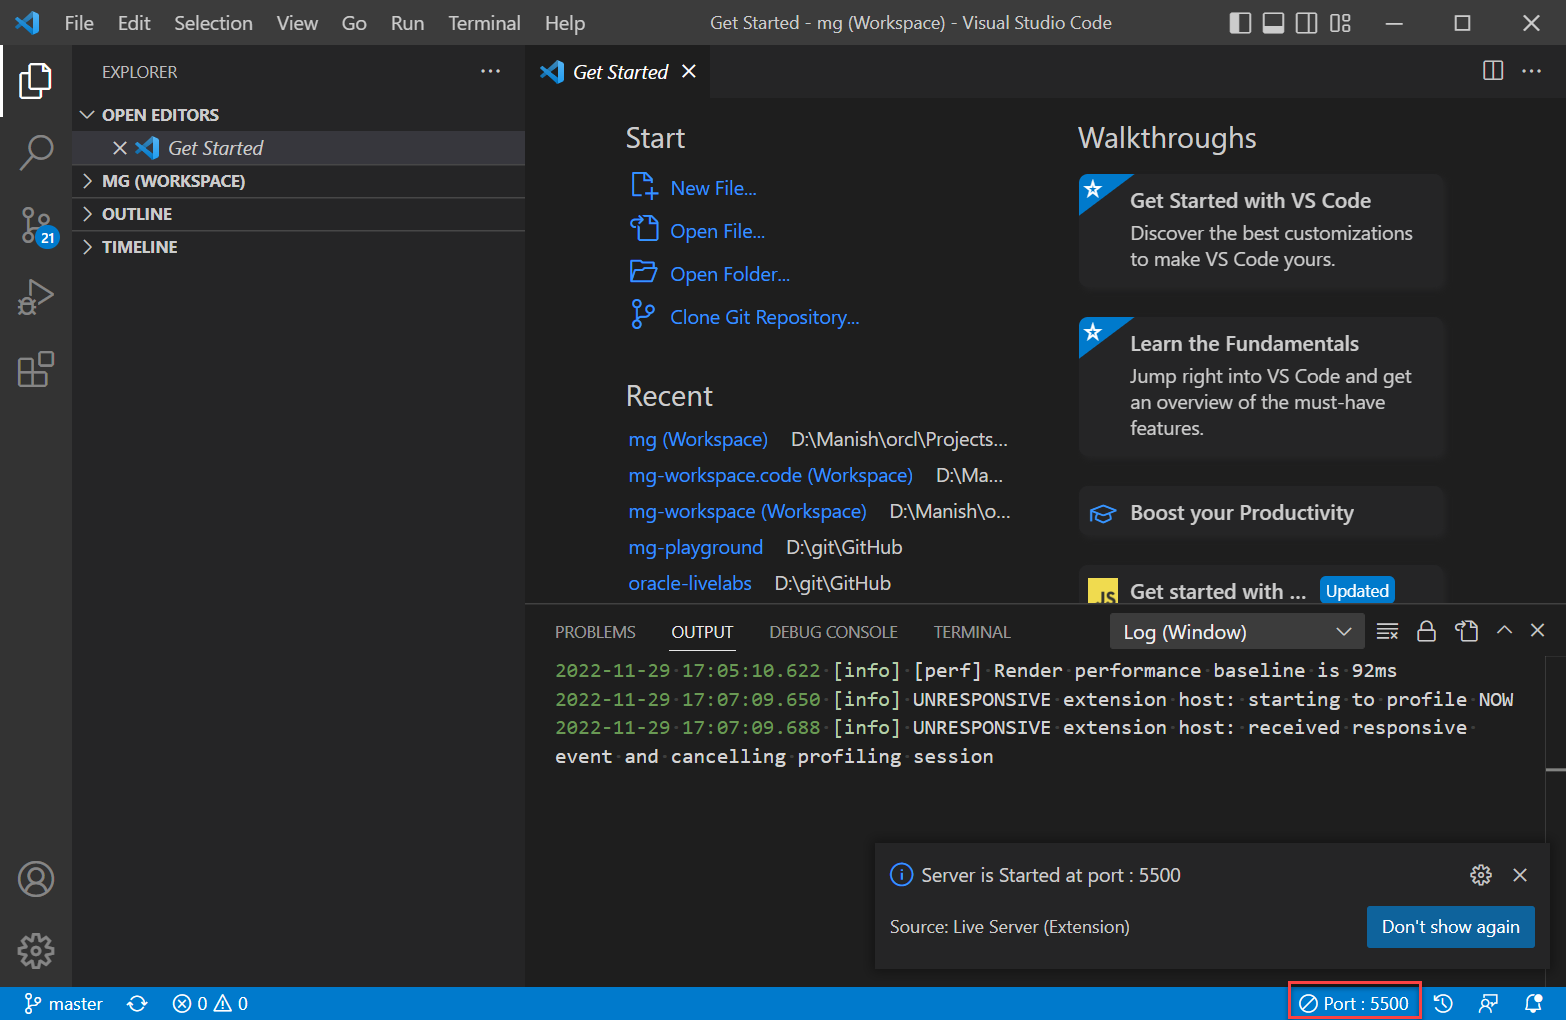 File Edit Selection View Go Run Terminal Help
Get Started - mg (Workspace) - Visual Studio Code
EXPLORER
OPEN EDITORS
Get Started
MG (WORKSPACE)
OUTLINE
TIMELINE
21
Get Started
Start
New File...
Open File...
Open Folder...
Clone Git Repository...
Recent
mg (Workspace) D:\Manish\orcl\Projects...
mg-workspace.code (Workspace) D:\Ma...
mg-workspace (Workspace) D:\Manish\o...
mg-playground D:\git\GitHub
oracle-livelabs D:\git\GitHub
Walkthroughs
Get Started with VS Code
Discover the best customizations
to make VS Code yours.
Learn the Fundamentals
Jump right into VS Code and get
an overview of the must-have
features.
Boost your Productivity
JS
Get started with ... Updated
PROBLEMS OUTPUT DEBUG CONSOLE TERMINAL
Log (Window)
2022-11-29 17:05:10.622 [info] [perf] Render performance baseline is 92ms
2022-11-29 17:07:09.650 [info] UNRESPONSIVE extension host: starting to profile NOW
2022-11-29 17:07:09.688 [info] UNRESPONSIVE extension host: received responsive
event and cancelling profiling session
Server is Started at port : 5500
Source: Live Server (Extension)
Don't show again
master 0 0
Port : 5500